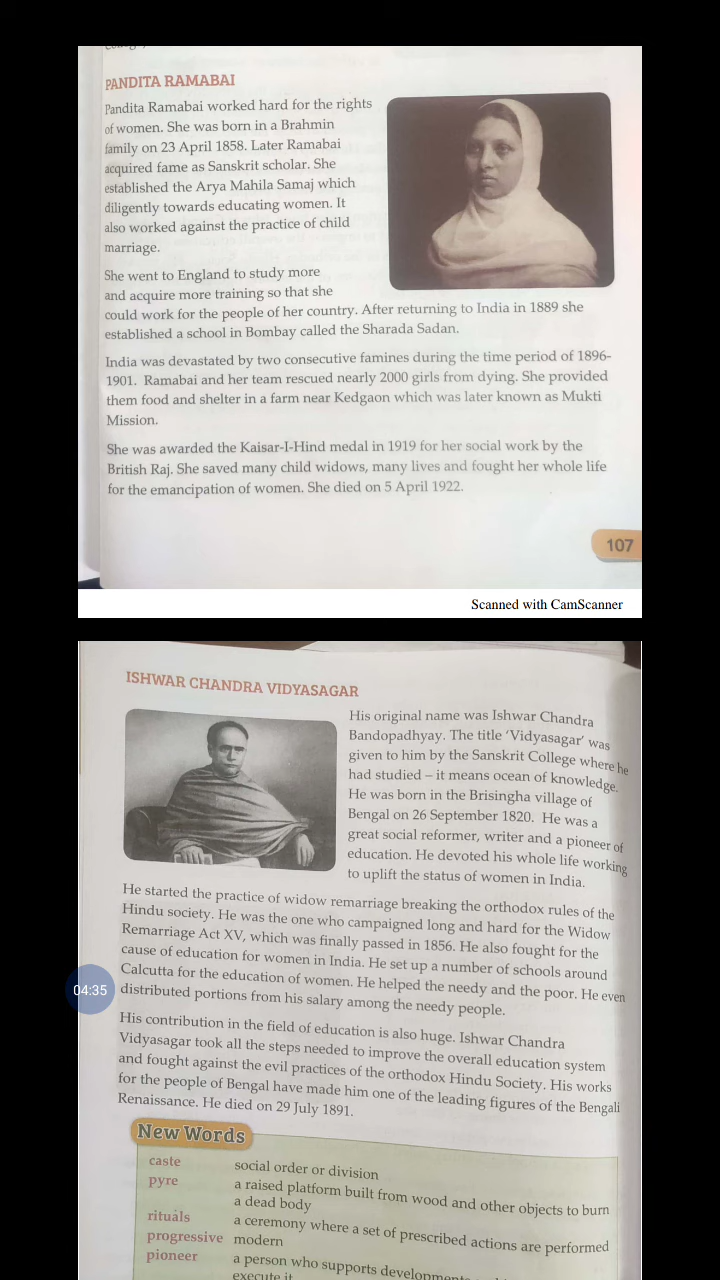 PANDITA RAMABAI
Pandita Ramabai worked hard for the rights
of women. She was born in a Brahmin
family on 23 April 1858. Later Ramabai
acquired fame as Sanskrit scholar. She
established the Arya Mahila Samaj which
diligently towards educating women. It
also worked against the practice of child
marriage.
She went to England to study more
and acquire more training so that she
could work for the people of her country. After returning to India in 1889 she
established a school in Bombay called the Sharada Sadan.
India was devastated by two consecutive famines during the time period of 1896-
1901. Ramabai and her team rescued nearly 2000 girls from dying. She provided
them food and shelter in a farm near Kedgaon which was later known as Mukti
Mission.
She was awarded the Kaisar-I-Hind medal in 1919 for her social work by the
British Raj. She saved many child widows, many lives and fought her whole life
for the emancipation of women. She died on 5 April 1922.
107
Scanned with CamScanner
ISHWAR CHANDRA VIDYASAGAR
His original name was Ishwar Chandra
Bandopadhyay. The title ‘Vidyasagar’ was
given to him by the Sanskrit College where he
had studied – it means ocean of knowledge.
He was born in the Brisingha village of
Bengal on 26 September 1820. He was a
great social reformer, writer and a pioneer of
education. He devoted his whole life working
to uplift the status of women in India.
He started the practice of widow remarriage breaking the orthodox rules of the
Hindu society. He was the one who campaigned long and hard for the Widow
Remarriage Act XV, which was finally passed in 1856. He also fought for the
cause of education for women in India. He set up a number of schools around
Calcutta for the education of women. He helped the needy and the poor. He even
04:35
distributed portions from his salary among the needy people.
His contribution in the field of education is also huge. Ishwar Chandra
Vidyasagar took all the steps needed to improve the overall education system
and fought against the evil practices of the orthodox Hindu Society. His works
for the people of Bengal have made him one of the leading figures of the Bengali
Renaissance. He died on 29 July 1891.
New Words
caste social order or division
pyre a raised platform built from wood and other objects to burn
a dead body
rituals a ceremony where a set of prescribed actions are performed
progressive modern
pioneer a person who supports
execute it